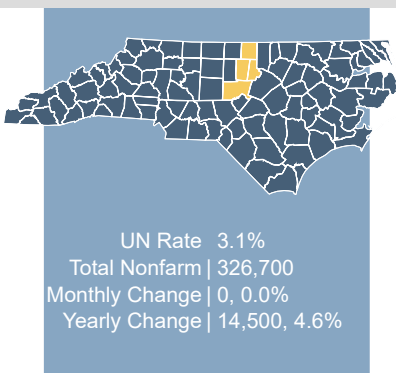 UN Rate 3.1%
Total Nonfarm | 326,700
Monthly Change | 0, 0.0%
Yearly Change | 14,500, 4.6%